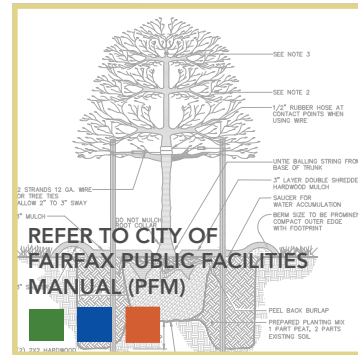 SEE NOTE 3
SEE NOTE 2
1/2" RUBBER HOSE AT
CONTACT POINTS WHEN
USING WIRE
UNTIE BALLING STRING FROM
BASE OF TRUNK
2 STRANDS 12 GA. WIRE
OR TREE TIES
ALLOW 2" TO 3" SWAY
3" LAYER DOUBLE SHREDDE
HARDWOOD MULCH
SAUCER FOR
WATER ACCUMULATION
MULCH
DO NOT MULCH
ROOT COLLAR
BERM SIZE TO BE PROMINEN
COMPACT OUTER EDGE
WITH FOOTPRINT
REFER TO CITY OF
FAIRFAX PUBLIC FACILITIES
MANUAL (PFM)
PEEL BACK BURLAP
PREPARED PLANTING MIX
1 PART PEAT, 2 PARTS
EXISTING SOIL
(2) 2X2 HARDWOOD